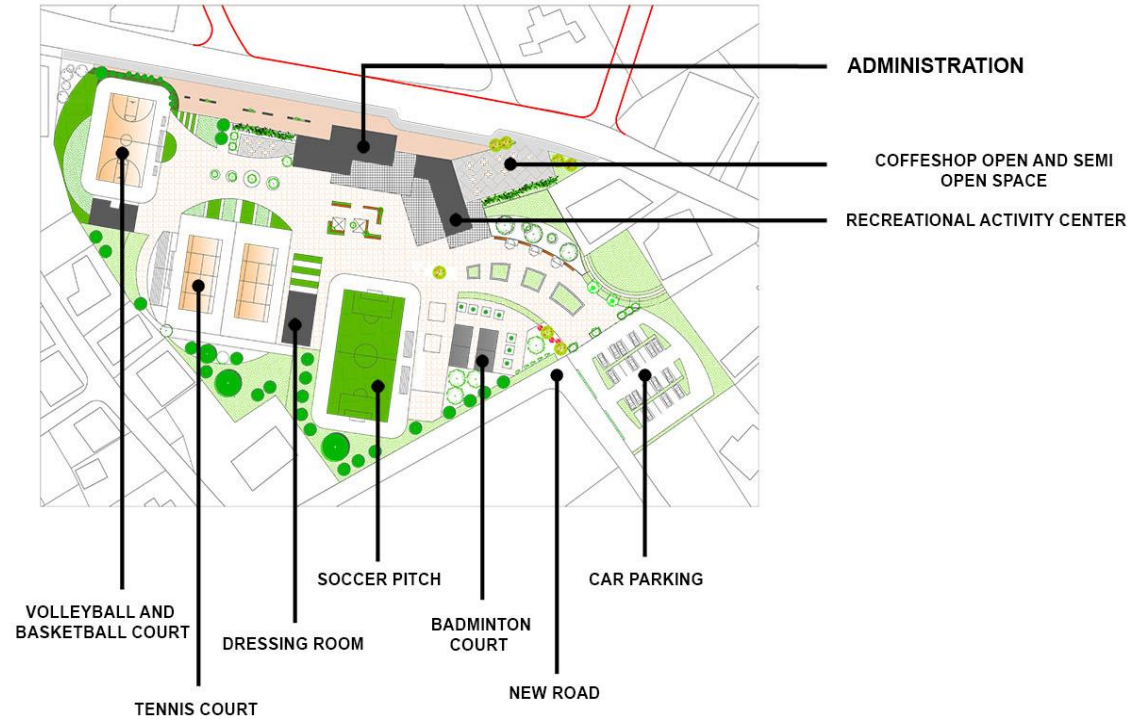 ADMINISTRATION
COFFESHOP OPEN AND SEMI
OPEN SPACE
RECREATIONAL ACTIVITY CENTER
SOCCER PITCH
CAR PARKING
VOLLEYBALL AND
BASKETBALL COURT
DRESSING ROOM
BADMINTON
COURT
NEW ROAD
TENNIS COURT